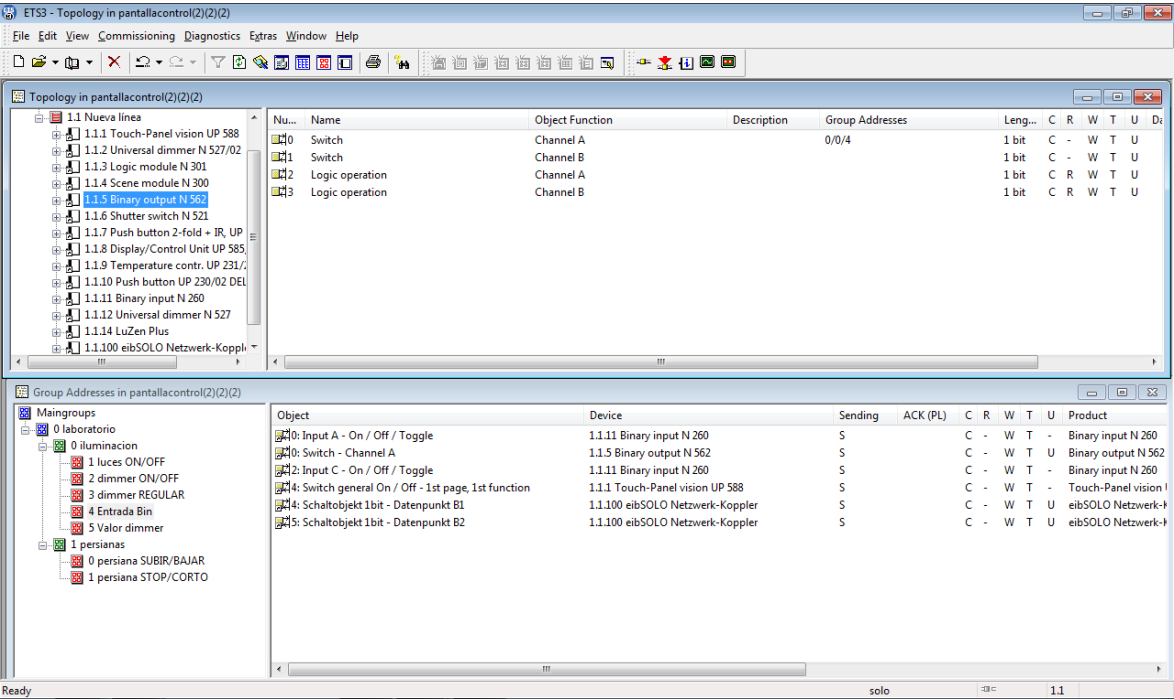 ETS3 - Topology in pantallacontrol(2)(2)(2)
File Edit View Commissioning Diagnostics Extras Window Help
Topology in pantallacontrol(2)(2)(2)
1.1 Nueva línea
1.1.1 Touch-Panel vision UP 588
1.1.2 Universal dimmer N 527/02
1.1.3 Logic module N 301
1.1.4 Scene module N 300
1.1.5 Binary output N 562
1.1.6 Shutter switch N 521
1.1.7 Push button 2-fold + IR, UP
1.1.8 Display/Control Unit UP 585,
1.1.9 Temperature contr. UP 231/
1.1.10 Push button UP 230/02 DEL
1.1.11 Binary input N 260
1.1.12 Universal dimmer N 527
1.1.14 LuZen Plus
1.1.100 eibSOLO Netzwerk-Kopple
Nu... Name Object Function Description Group Addresses Leng... C R W T U Da
0 Switch Channel A 0/0/4 1 bit C - W T U
1 Switch Channel B 1 bit C - W T U
2 Logic operation Channel A 1 bit C R W T U
3 Logic operation Channel B 1 bit C R W T U
Group Addresses in pantallacontrol(2)(2)(2)
Maingroups
0 laboratorio
0 iluminacion
1 luces ON/OFF
2 dimmer ON/OFF
3 dimmer REGULAR
4 Entrada Bin
5 Valor dimmer
1 persianas
0 persiana SUBIR/BAJAR
1 persiana STOP/CORTO
Object Device Sending ACK (PL) C R W T U Product
0: Input A - On / Off / Toggle 1.1.11 Binary input N 260 S C - W T - Binary input N 260
0: Switch - Channel A 1.1.5 Binary output N 562 S C - W T U Binary output N 562
2: Input C - On / Off / Toggle 1.1.11 Binary input N 260 S C - W T - Binary input N 260
4: Switch general On / Off - 1st page, 1st function 1.1.1 Touch-Panel vision UP 588 S C - W T - Touch-Panel vision
4: Schaltobjekt 1bit - Datenpunkt B1 1.1.100 eibSOLO Netzwerk-Koppler S C - W T U eibSOLO Netzwerk-K
5: Schaltobjekt 1bit - Datenpunkt B2 1.1.100 eibSOLO Netzwerk-Koppler S C - W T U eibSOLO Netzwerk-K
Ready solo 1.1